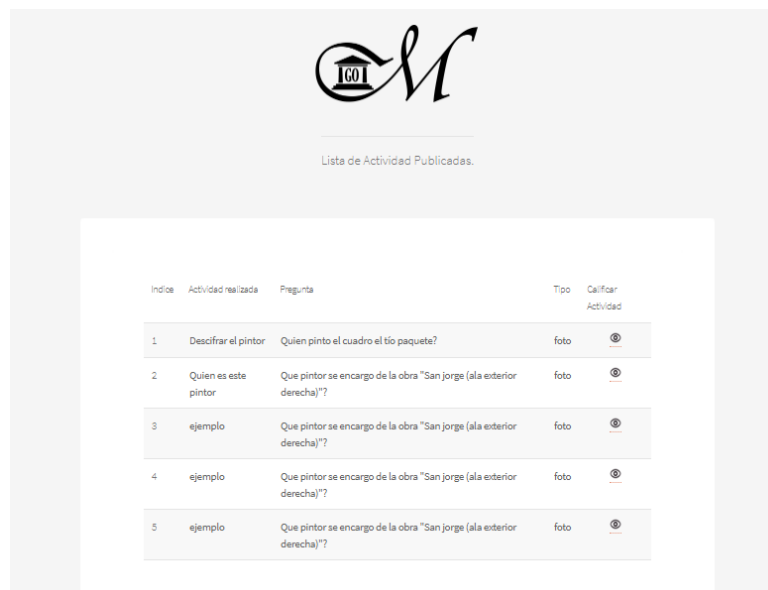 GO M
Lista de Actividad Publicadas.
Indice Actividad realizada Pregunta Tipo Calificar
Actividad
1 Descifrar el pintor Quien pinto el cuadro el tío paquete? foto
2 Quien es este Que pintor se encargo de la obra "San jorge (ala exterior foto
pintor derecha)"?
3 ejemplo Que pintor se encargo de la obra "San jorge (ala exterior foto
derecha)"?
4 ejemplo Que pintor se encargo de la obra "San jorge (ala exterior foto
derecha)"?
5 ejemplo Que pintor se encargo de la obra "San jorge (ala exterior foto
derecha)"?